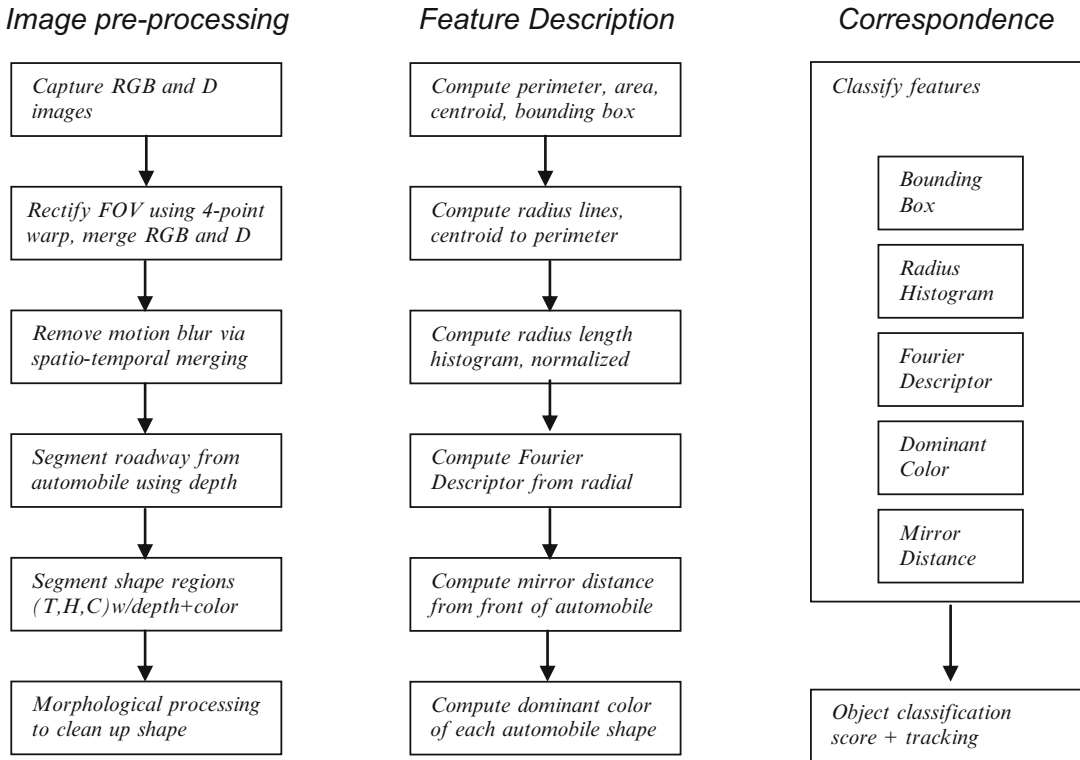 Image pre-processing
Capture RGB and D
images
Rectify FOV using 4-point
warp, merge RGB and D
Remove motion blur via
spatio-temporal merging
Segment roadway from
automobile using depth
Segment shape regions
(T,H,C)w/depth+color
Morphological processing
to clean up shape
Feature Description
Compute perimeter, area,
centroid, bounding box
Compute radius lines,
centroid to perimeter
Compute radius length
histogram, normalized
Compute Fourier
Descriptor from radial
Compute mirror distance
from front of automobile
Compute dominant color
of each automobile shape
Correspondence
Classify features
Bounding
Box
Radius
Histogram
Fourier
Descriptor
Dominant
Color
Mirror
Distance
Object classification
score + tracking